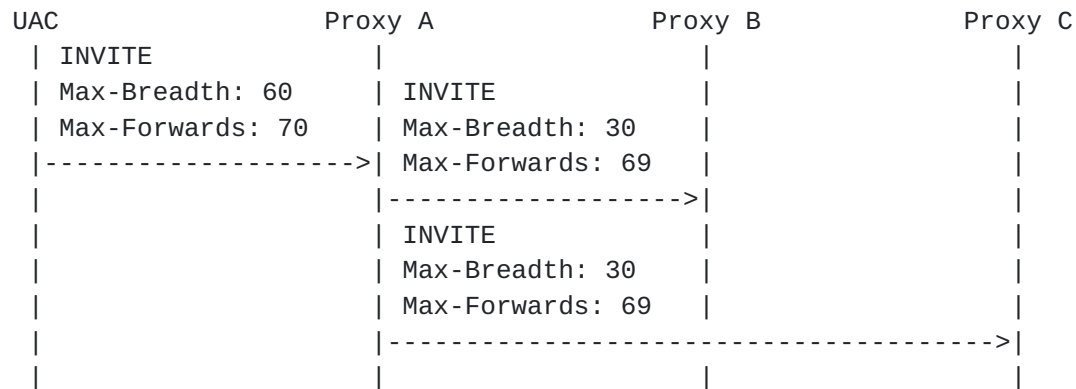 UAC Proxy A Proxy B Proxy C
INVITE
Max-Breadth: 60 INVITE
Max-Forwards: 70 Max-Breadth: 30
Max-Forwards: 69
INVITE
Max-Breadth: 30
Max-Forwards: 69